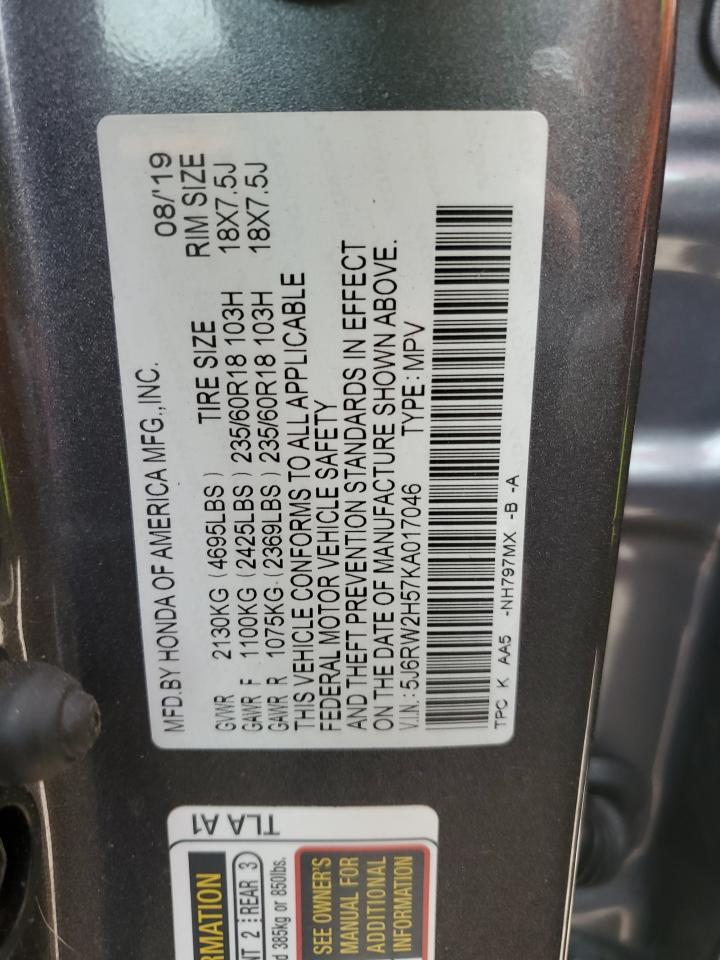 MFD.BY HONDA OF AMERICA MFG.,INC. 08/'19
TIRE SIZE RIM SIZE
GVWR 2130KG (4695LBS)
GAWR F 1100KG (2425LBS) 235/60R18 103H 18X7.5J
GAWR R 1075KG (2369LBS) 235/60R18 103H 18X7.5J
THIS VEHICLE CONFORMS TO ALL APPLICABLE
FEDERAL MOTOR VEHICLE SAFETY
AND THEFT PREVENTION STANDARDS IN EFFECT
ON THE DATE OF MANUFACTURE SHOWN ABOVE.
V.I.N.: 5J6RW2H57KA017046 TYPE : MPV
TPC K AA5 -NH797MX -B -A
TLA A1
REAR 3
385kg or 850lbs.
SEE OWNER'S
MANUAL FOR
ADDITIONAL
INFORMATION